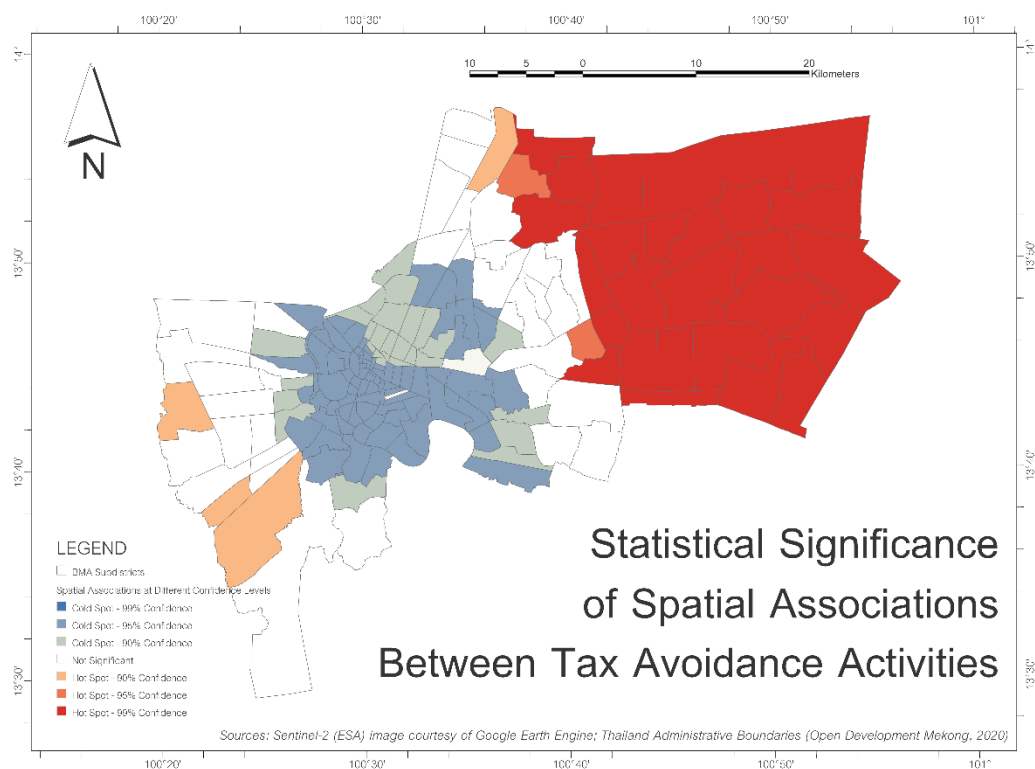 100°20' 100°30' 100°40' 100°50' 101°
14° 14°
10 5 0 10 20
Kilometers
N
13°50' 13°50'
13°40' 13°40'
13°30' 13°30'
Statistical Significance
of Spatial Associations
Between Tax Avoidance Activities
LEGEND
BMA Subdistricts
Spatial Associations at Different Confidence Levels
Cold Spot - 99% Confidence
Cold Spot - 95% Confidence
Cold Spot - 90% Confidence
Not Significant
Hot Spot - 90% Confidence
Hot Spot - 95% Confidence
Hot Spot - 99% Confidence
Sources: Sentinel-2 (ESA) image courtesy of Google Earth Engine; Thailand Administrative Boundaries (Open Development Mekong, 2020)
100°20' 100°30' 100°40' 100°50' 101°